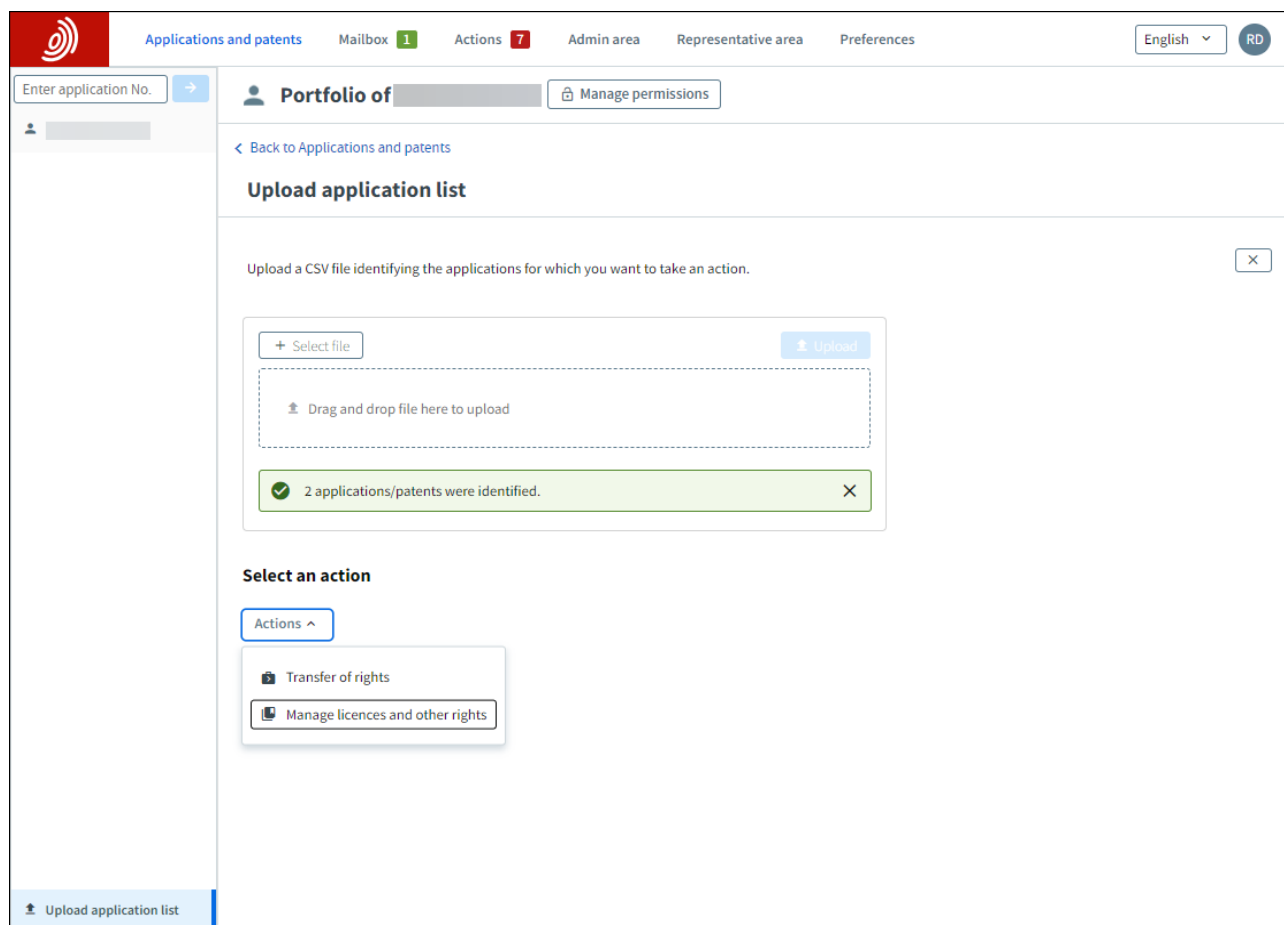 Applications and patents Mailbox 1 Actions 7 Admin area Representative area Preferences English RD
Enter application No.
Portfolio of Manage permissions
Back to Applications and patents
Upload application list
Upload a CSV file identifying the applications for which you want to take an action.
+ Select file Upload
Drag and drop file here to upload
2 applications/patents were identified.
Select an action
Actions
Transfer of rights
Manage licences and other rights
Upload application list